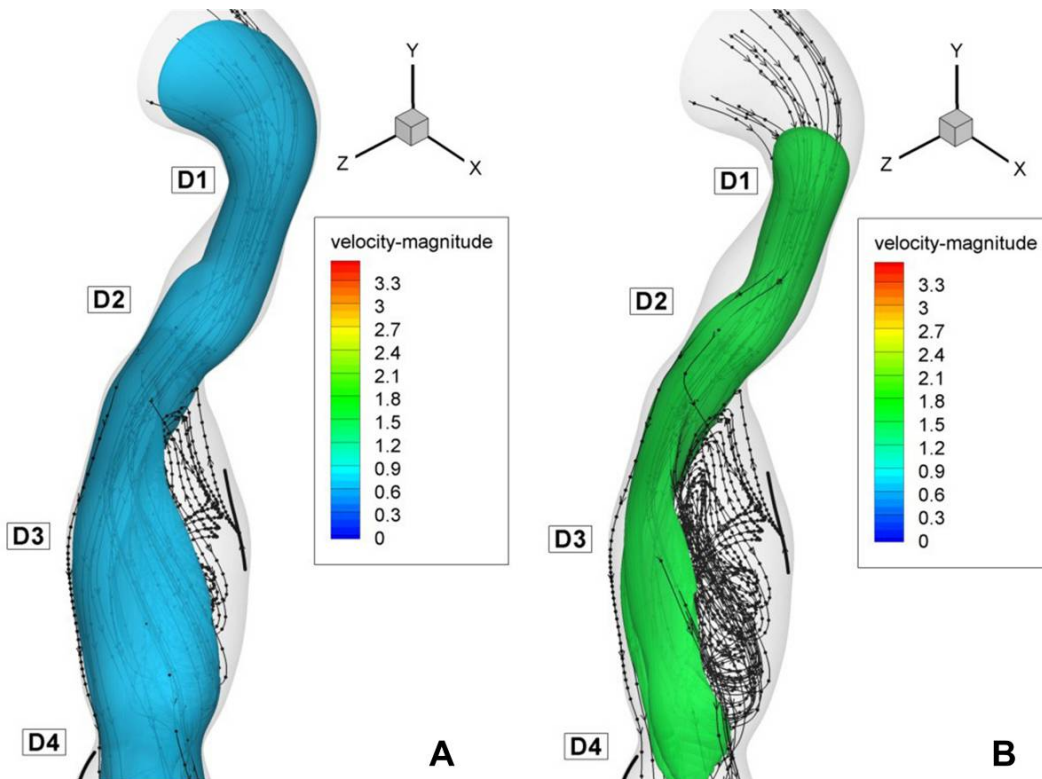 Y
Z
X
D1
velocity-magnitude
3.3
3
2.7
2.4
2.1
1.8
1.5
1.2
0.9
0.6
0.3
0
D2
D3
D4
A
Y
Z
X
D1
velocity-magnitude
3.3
3
2.7
2.4
2.1
1.8
1.5
1.2
0.9
0.6
0.3
0
D2
D3
D4
B